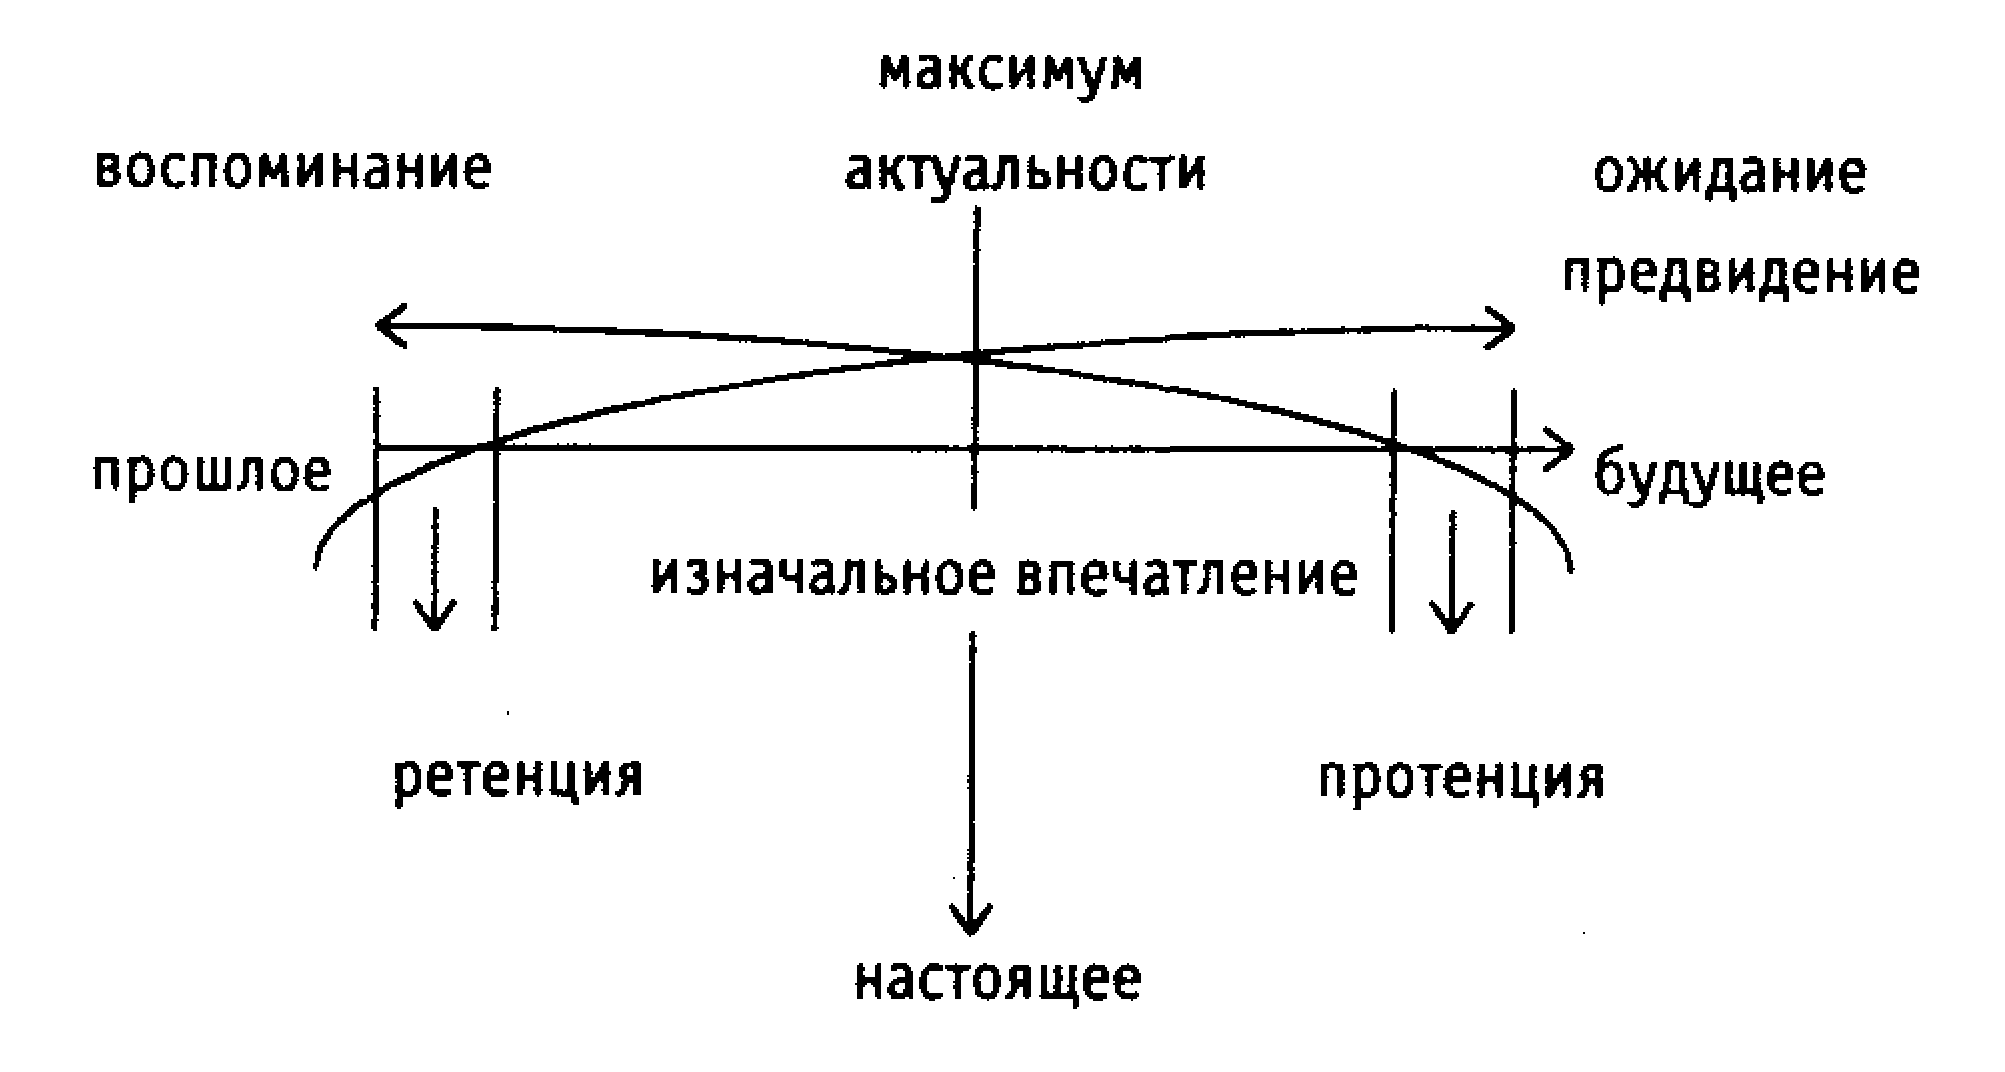 максимум
воспоминание
актуальности
ожидание
предвидение
прошлое
будущее
изначальное впечатление
ретенция
протенция
настоящее